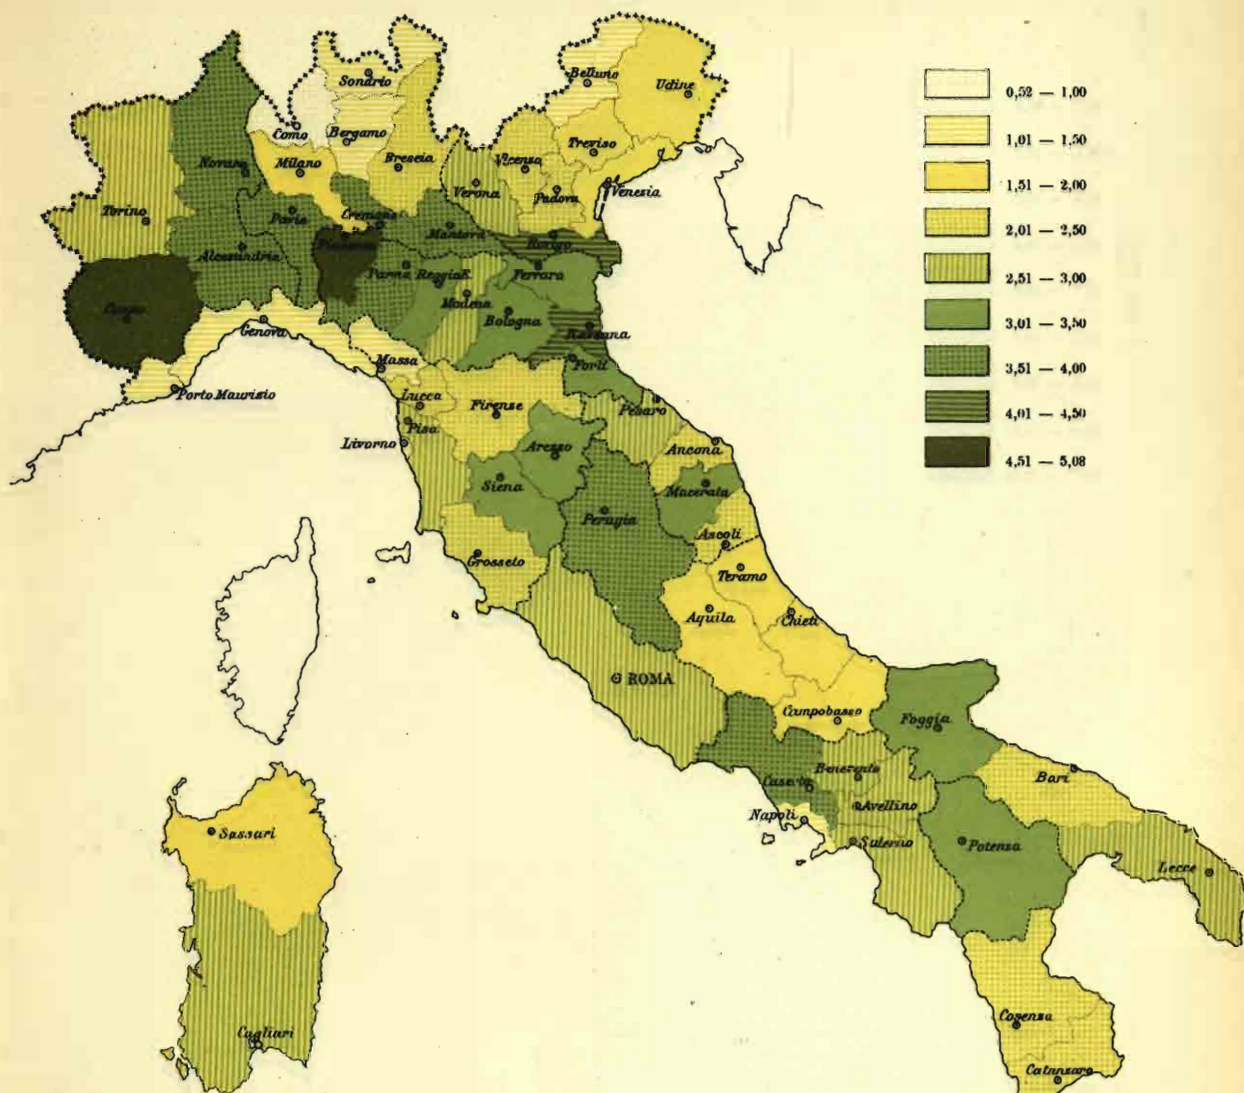 0,52 — 1,00
1,01 — 1,50
1,51 — 2,00
2,01 — 2,50
2,51 — 3,00
3,01 — 3,50
3,51 — 4,00
4,01 — 4,50
4,51 — 5,08
Sondrio
Belluno
Udine
Como
Bergamo
Treviso
Novara
Milano
Brescia
Vicenza
Verona
Padova
Venesia
Torino
Pavia
Cremona
Mantova
Rovigo
Alessandria
Piacenza
Parma
Reggio E.
Ferrara
Cuneo
Modena
Bologna
Genova
Ravenna
Massa
Forlì
Porto Maurizio
Lucca
Firenze
Pesaro
Pisa
Livorno
Arezzo
Ancona
Siena
Macerata
Perugia
Ascoli
Grosseto
Teramo
Aquila
Chieti
ROMA
Campobasso
Foggia
Caserta
Benevento
Bari
Napoli
Avellino
Sassari
Salerno
Potenza
Lecce
Cosenza
Cagliari
Catanzaro